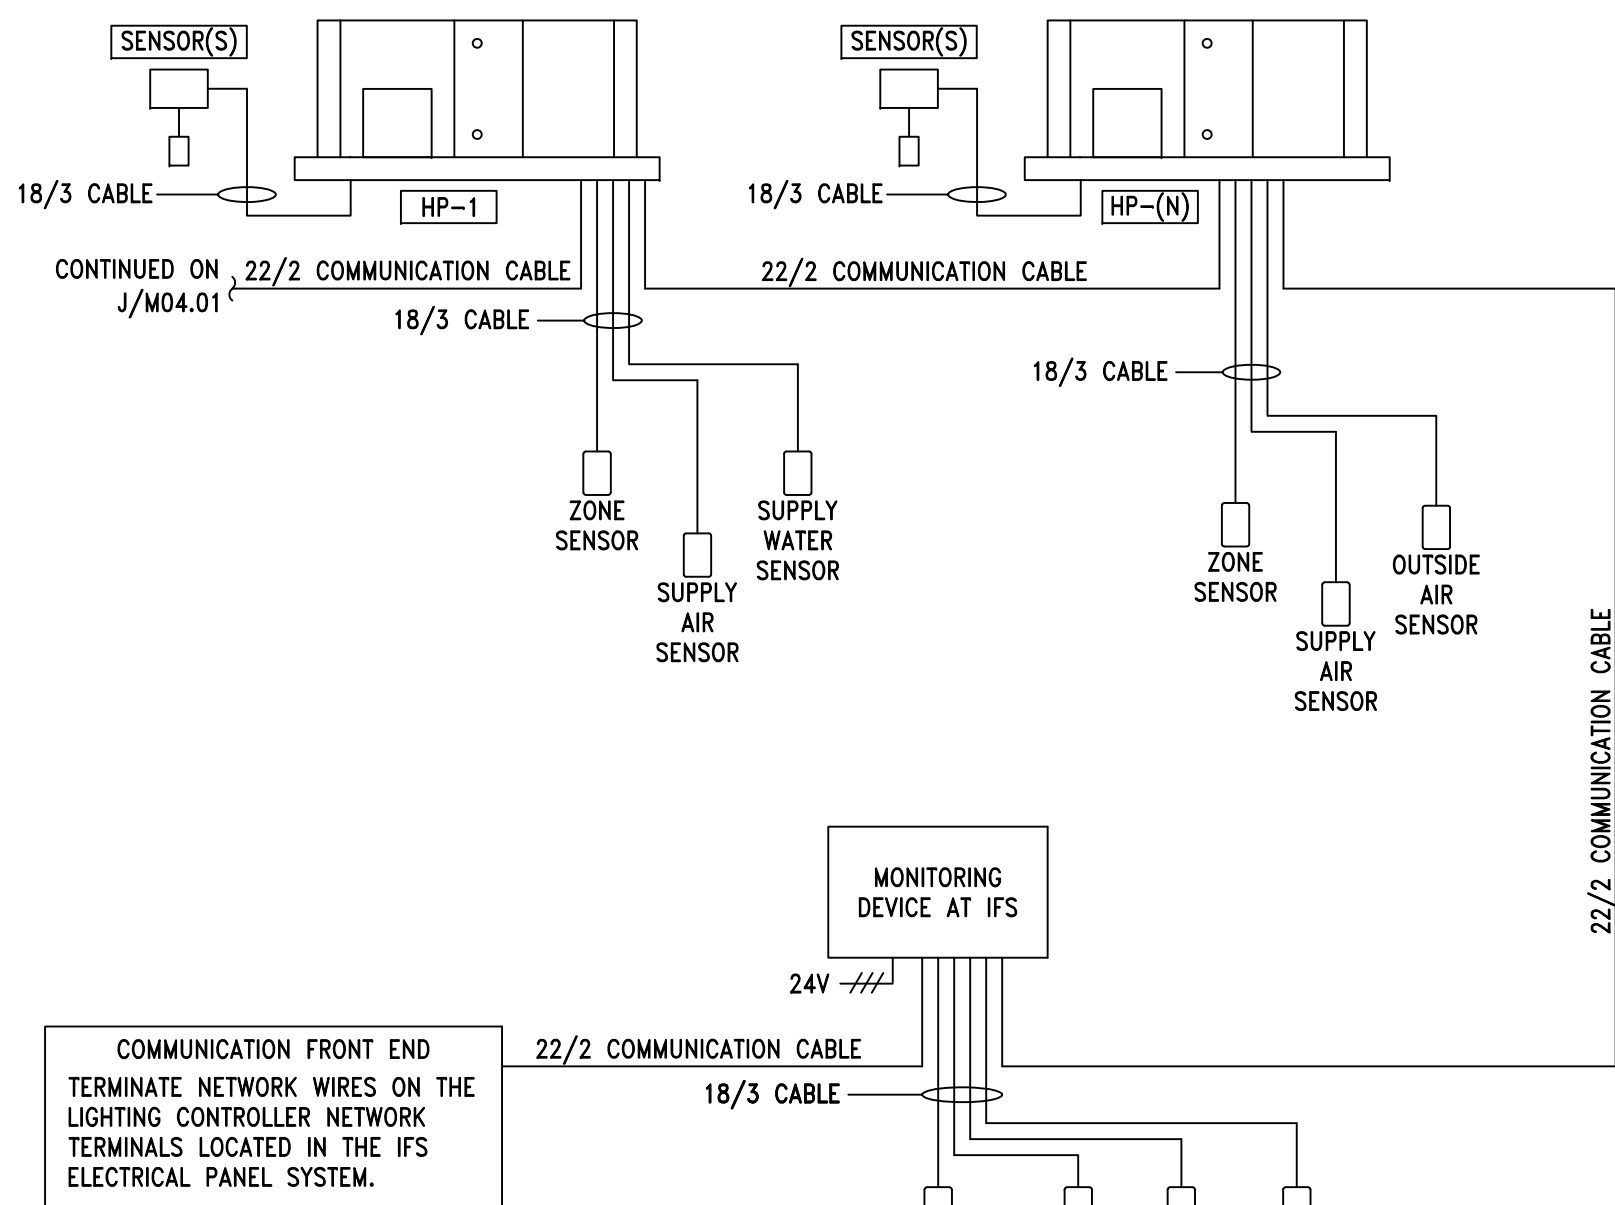 SENSOR(S)
18/3 CABLE
HP-1
CONTINUED ON
J/M04.01
22/2 COMMUNICATION CABLE
18/3 CABLE
ZONE
SENSOR
SUPPLY
AIR
SENSOR
SUPPLY
WATER
SENSOR
SENSOR(S)
18/3 CABLE
HP-(N)
22/2 COMMUNICATION CABLE
18/3 CABLE
ZONE
SENSOR
SUPPLY
AIR
SENSOR
OUTSIDE
AIR
SENSOR
22/2 COMMUNICATION CABLE
MONITORING
DEVICE AT IFS
24V
22/2 COMMUNICATION CABLE
18/3 CABLE
COMMUNICATION FRONT END
TERMINATE NETWORK WIRES ON THE
LIGHTING CONTROLLER NETWORK
TERMINALS LOCATED IN THE IFS
ELECTRICAL PANEL SYSTEM.